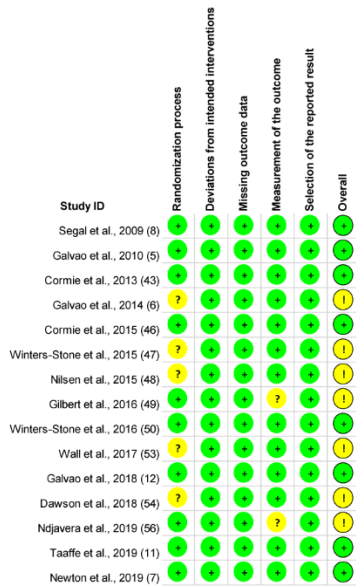 Study ID
Randomization process
Deviations from intended interventions
Missing outcome data
Measurement of the outcome
Selection of the reported result
Overall
Segal et al., 2009 (8) + + + + + +
Galvao et al., 2010 (5) + + + + + +
Cormie et al., 2013 (43) + + + + + +
Galvao et al., 2014 (6) ? + + + + !
Cormie et al., 2015 (46) + + + + + +
Winters-Stone et al., 2015 (47) ? + + + + !
Nilsen et al., 2015 (48) ? + + + + !
Gilbert et al., 2016 (49) + + + ? + !
Winters-Stone et al., 2016 (50) + + + + + +
Wall et al., 2017 (53) ? + + + + !
Galvao et al., 2018 (12) + + + + + +
Dawson et al., 2018 (54) ? + + + + !
Ndjavera et al., 2019 (56) + + + ? + !
Taaffe et al., 2019 (11) + + + + + +
Newton et al., 2019 (7) + + + + + +